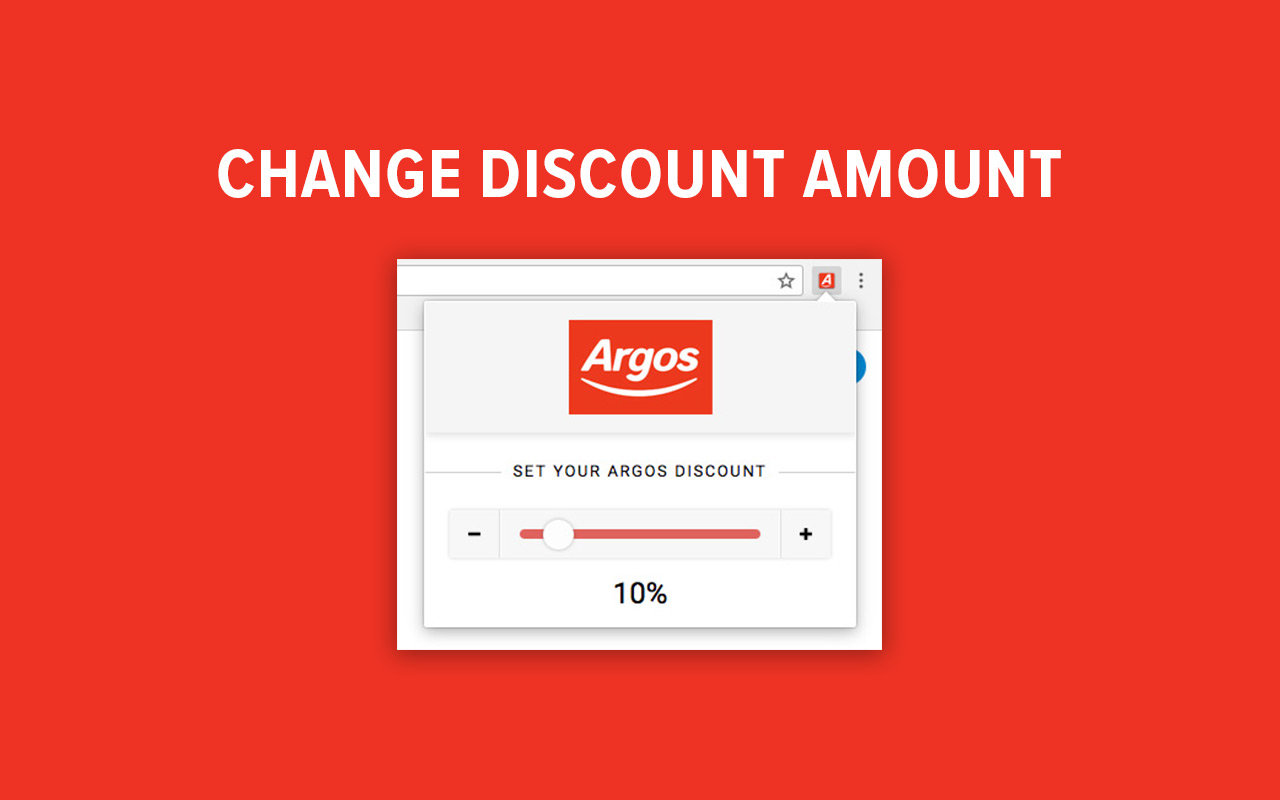 CHANGE DISCOUNT AMOUNT
A
Argos
SET YOUR ARGOS DISCOUNT
- +
10%